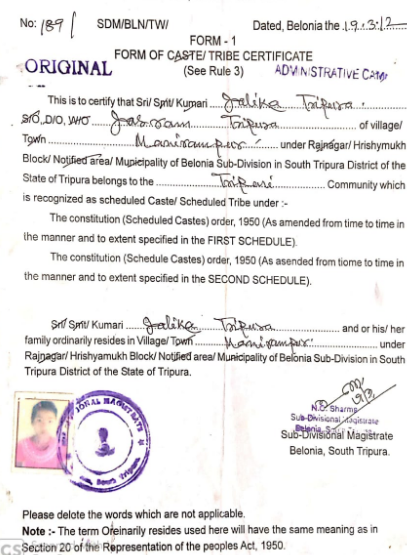 No: 189/ SDM/BLN/TW/ Dated, Belonia the 19.3.12
FORM - 1
FORM OF CASTE/ TRIBE CERTIFICATE
ORIGINAL (See Rule 3) ADMINISTRATIVE CAMP
This is to certify that Sri/ Smt/ Kumari Jalika Tripura
S/O, D/O, W/O Tripura of village/
Town Manirampur under Rajnagar/ Hrishymukh
Block/ Notified area/ Municipality of Belonia Sub-Division in South Tripura District of the
State of Tripura belongs to the Tripuri Community which
is recognized as scheduled Caste/ Scheduled Tribe under :-
The constitution (Scheduled Castes) order, 1950 (As amended from time to time in
the manner and to extent specified in the FIRST SCHEDULE).
The constitution (Schedule Castes) order, 1950 (As asended from tiome to time in
the manner and to extent specified in the SECOND SCHEDULE).
Sri/ Smt/ Kumari Jalika Tripura and or his/ her
family ordinarily resides in Village/ Town Manirampur under
Rajnagar/ Hrishyamukh Block/ Notified area/ Municipality of Belonia Sub-Division in South
Tripura District of the State of Tripura.
N.C. Sharma
Sub-Divisional Magistrate
Sub-Divisional Magistrate
Belonia, South Tripura.
Please delote the words which are not applicable.
Note :- The term Oreinarily resides used here will have the same meaning as in
Section 20 of the Representation of the peoples Act, 1950.